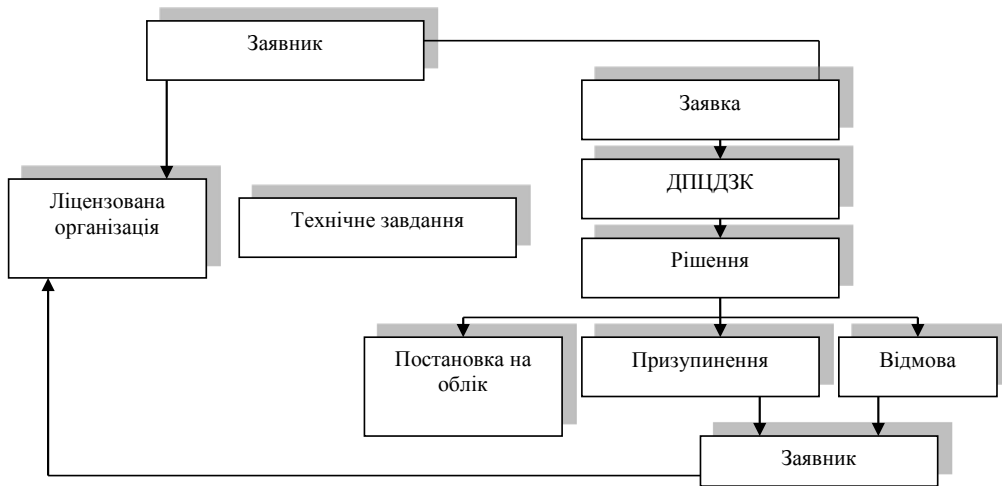 Заявник
Заявка
Ліцензована
організація
Технічне завдання
ДПЦДЗК
Рішення
Постановка на
облік
Призупинення
Відмова
Заявник